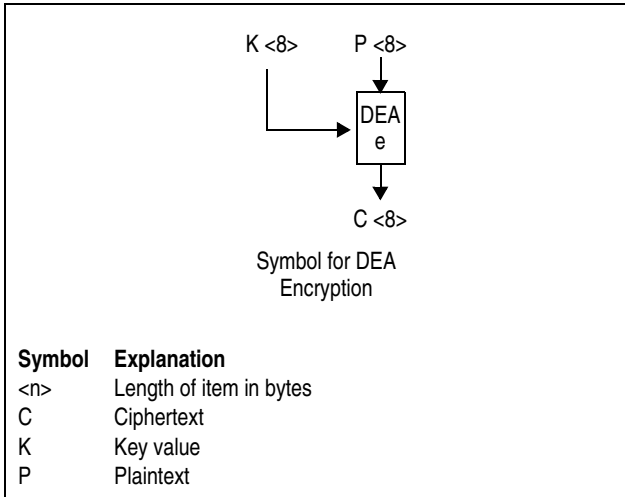 K <8> P <8>
DEA
e
C <8>
Symbol for DEA
Encryption
Symbol Explanation
<n> Length of item in bytes
C Ciphertext
K Key value
P Plaintext